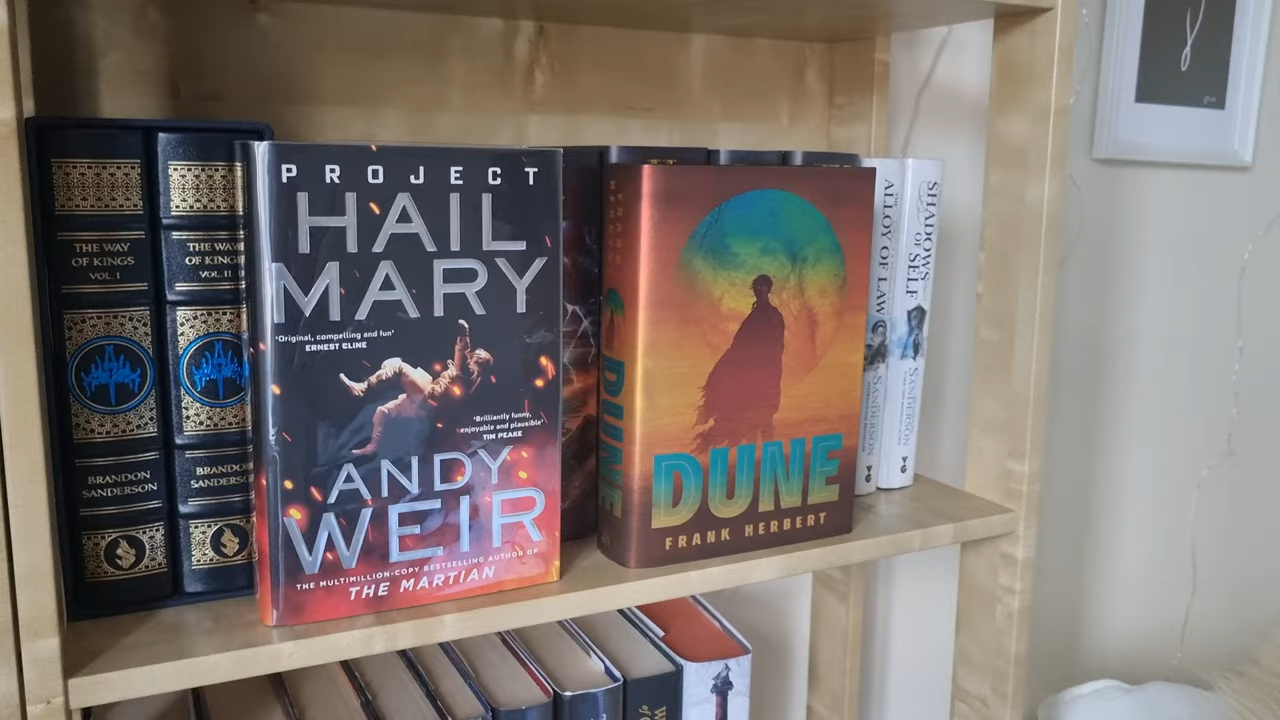 THE WAY
OF KINGS
VOL. I
BRANDON
SANDERSON
THE WAY
OF KINGS
VOL. II
BRANDON
SANDERSON
PROJECT
HAIL
MARY
'Original, compelling and fun'
ERNEST CLINE
'Brilliantly funny,
enjoyable and plausible'
TIM PEAKE
ANDY
WEIR
THE MULTIMILLION-COPY BESTSELLING AUTHOR OF
THE MARTIAN
DUNE
DUNE
FRANK HERBERT
THE
ALLOY OF LAW
SANDERSON
SHADOWS
OF SELF
SANDERSON